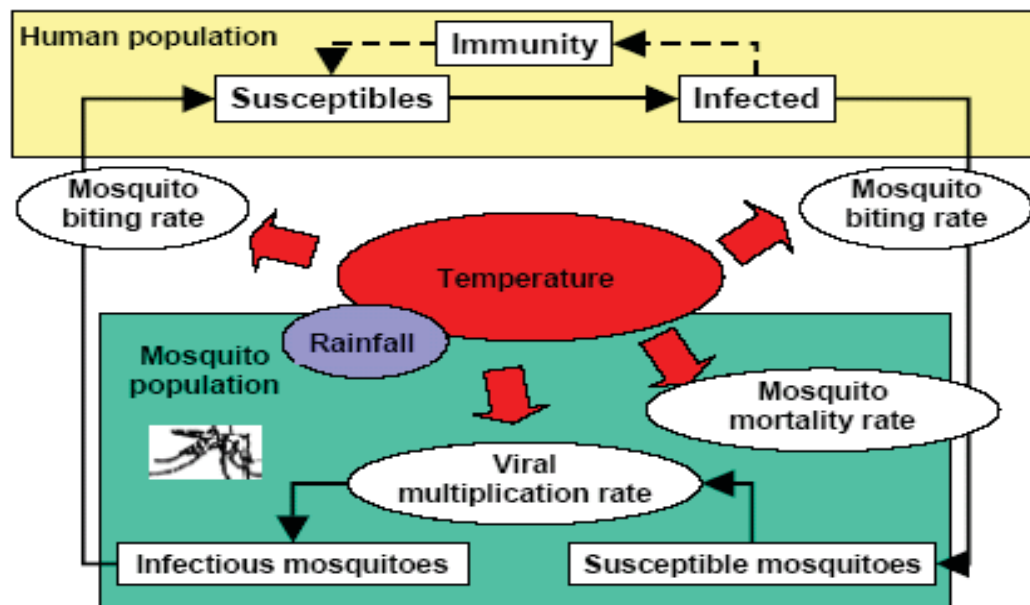 Human population
Immunity
Susceptibles
Infected
Mosquito
biting rate
Mosquito
biting rate
Temperature
Rainfall
Mosquito
population
Mosquito
mortality rate
Viral
multiplication rate
Infectious mosquitoes
Susceptible mosquitoes